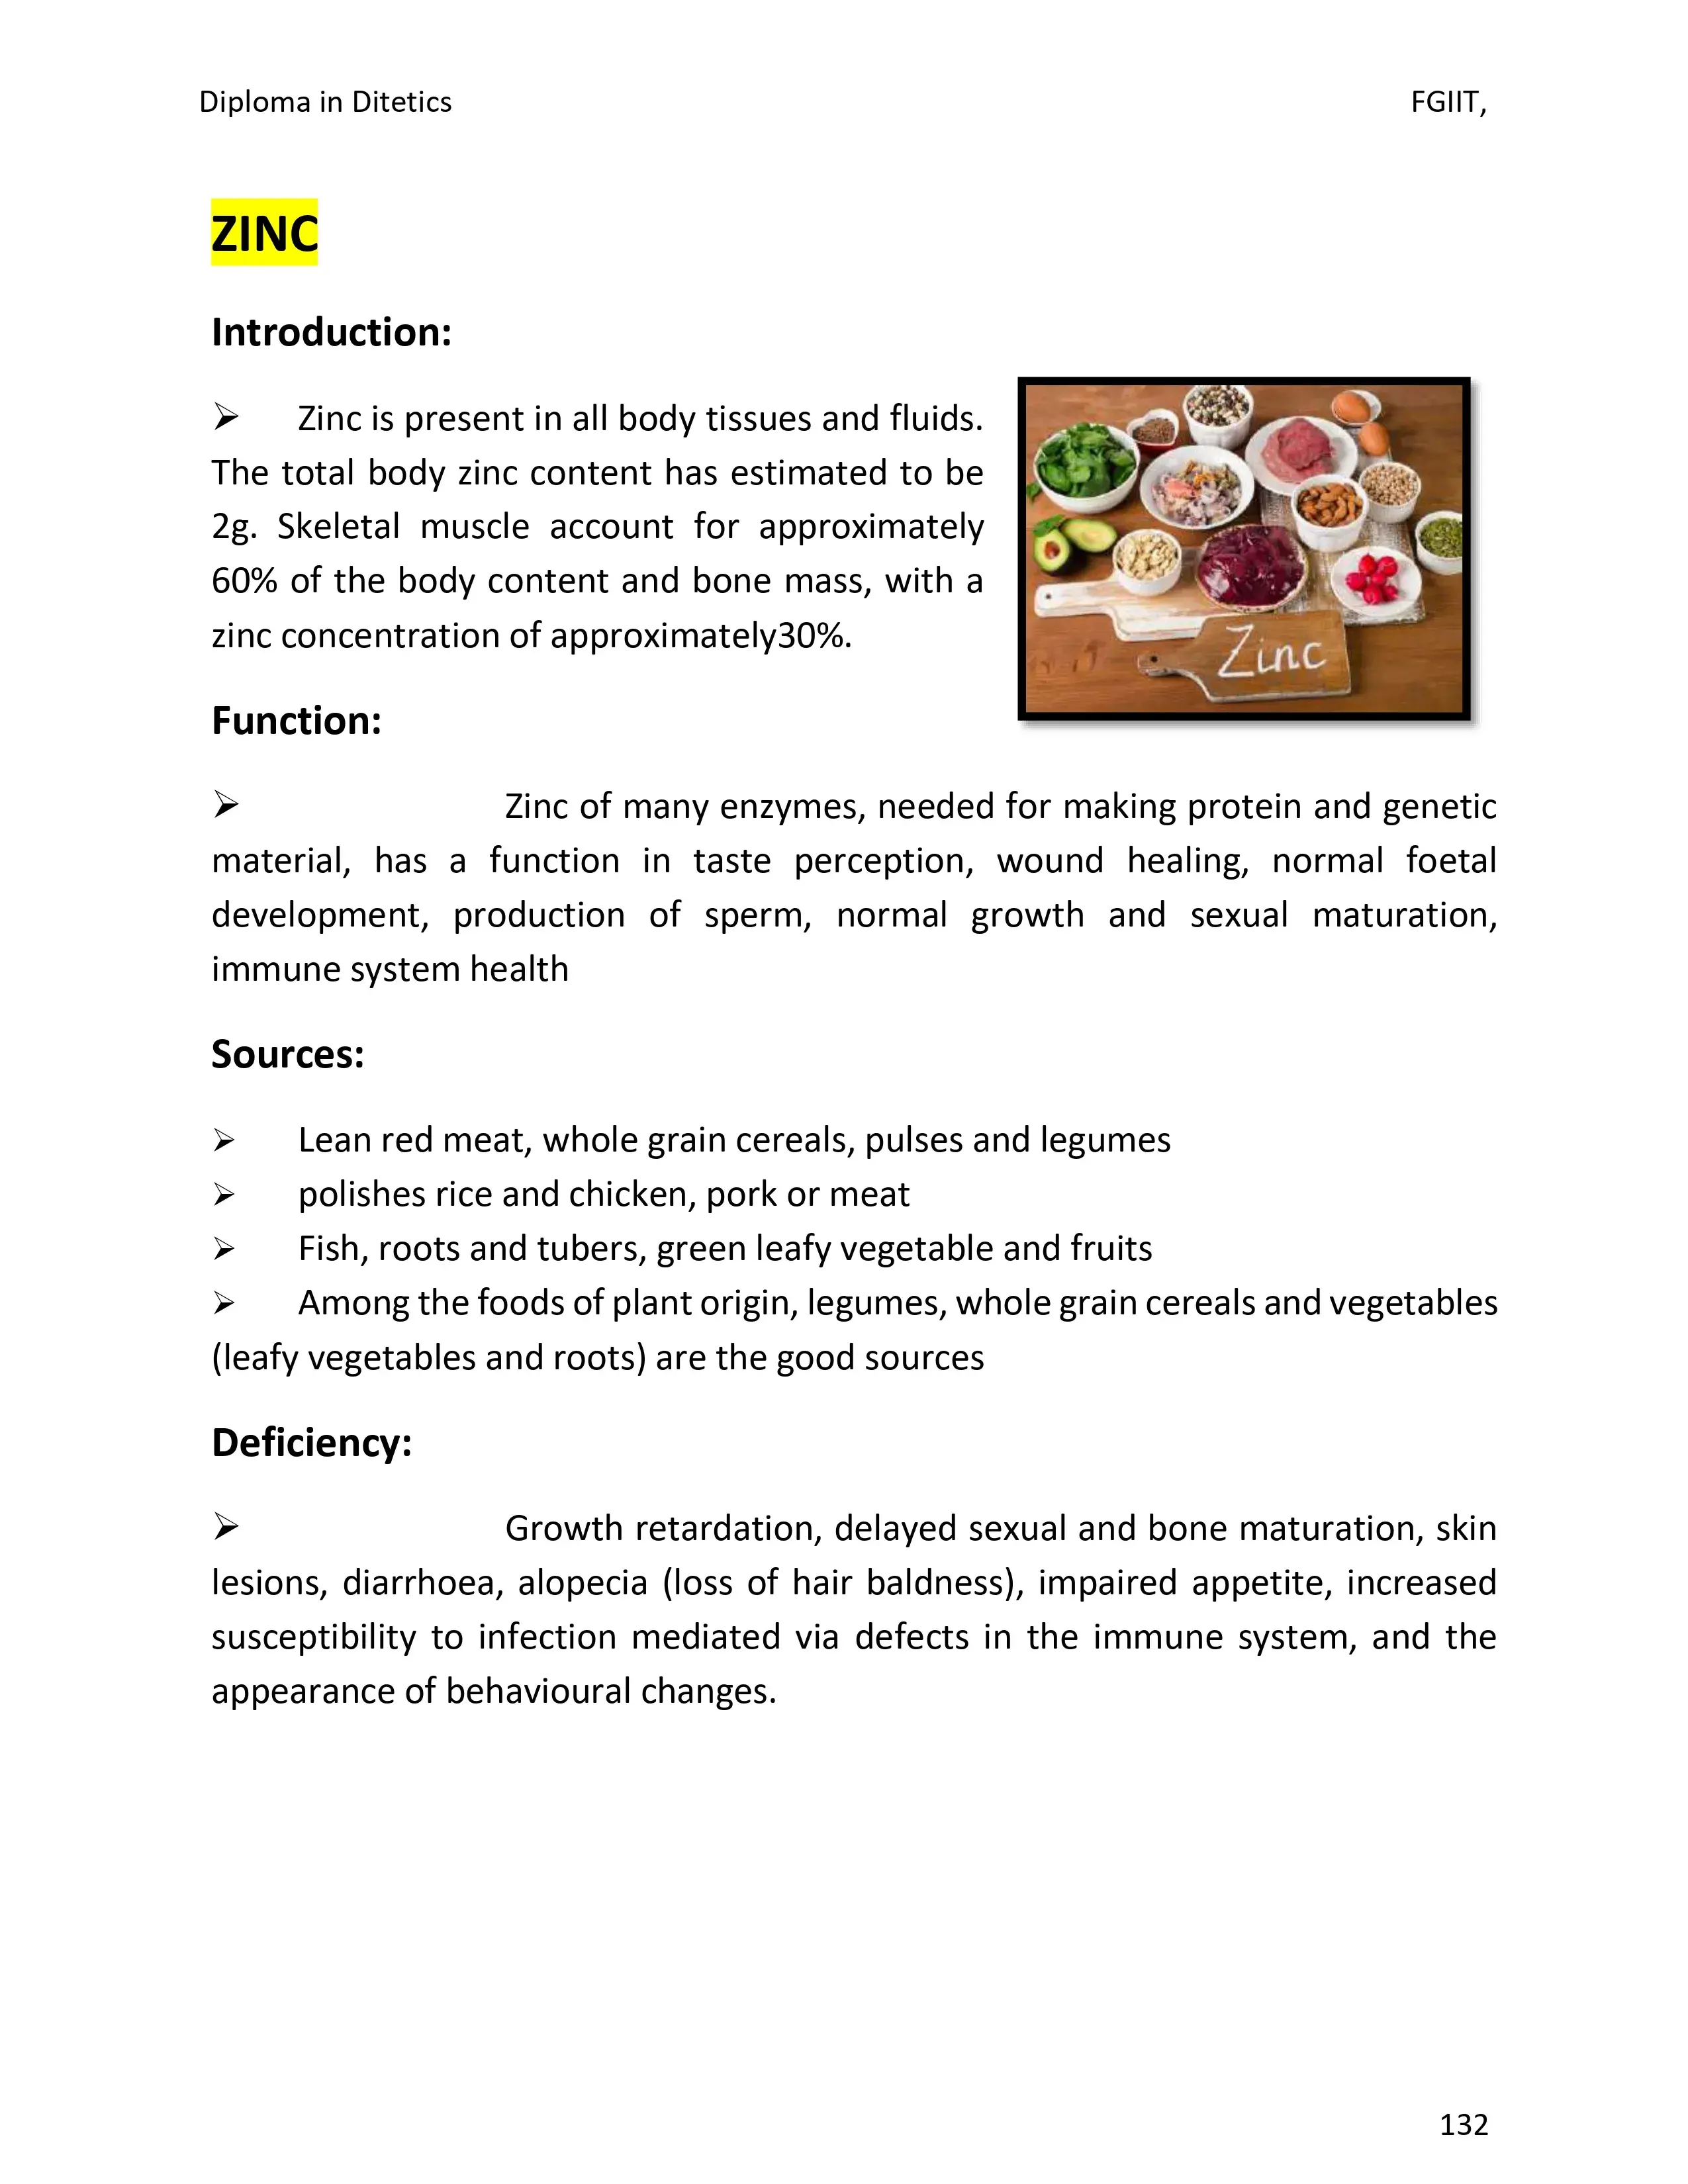 Diploma in Ditetics FGIIT,
ZINC
Introduction:
➢ Zinc is present in all body tissues and fluids.
The total body zinc content has estimated to be
2g. Skeletal muscle account for approximately
60% of the body content and bone mass, with a
zinc concentration of approximately30%.
Zinc
Function:
➢ Zinc of many enzymes, needed for making protein and genetic
material, has a function in taste perception, wound healing, normal foetal
development, production of sperm, normal growth and sexual maturation,
immune system health
Sources:
➢ Lean red meat, whole grain cereals, pulses and legumes
➢ polishes rice and chicken, pork or meat
➢ Fish, roots and tubers, green leafy vegetable and fruits
➢ Among the foods of plant origin, legumes, whole grain cereals and vegetables
(leafy vegetables and roots) are the good sources
Deficiency:
➢ Growth retardation, delayed sexual and bone maturation, skin
lesions, diarrhoea, alopecia (loss of hair baldness), impaired appetite, increased
susceptibility to infection mediated via defects in the immune system, and the
appearance of behavioural changes.
132